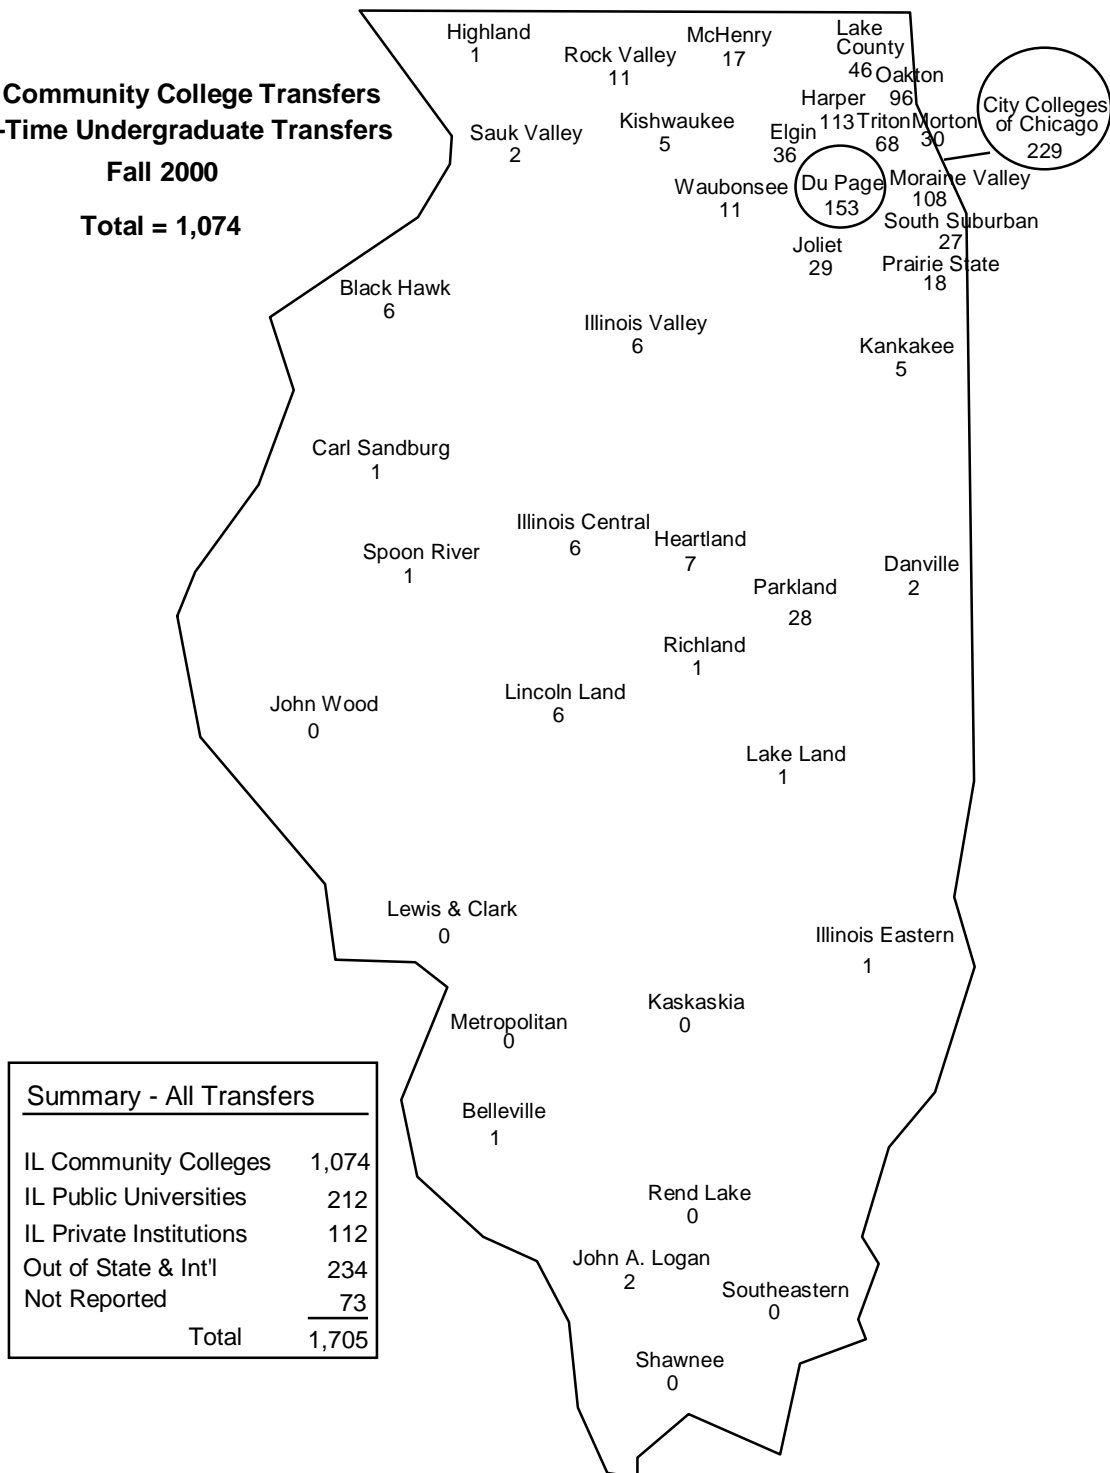 Community College Transfers
-Time Undergraduate Transfers
Fall 2000
Total = 1,074
Highland
1
Rock Valley
11
McHenry
17
Lake
County
46
Oakton
96
Harper
113
Triton
68
Morton
30
City Colleges
of Chicago
229
Sauk Valley
2
Kishwaukee
5
Elgin
36
Waubonsee
11
Du Page
153
Moraine Valley
108
South Suburban
27
Joliet
29
Prairie State
18
Black Hawk
6
Illinois Valley
6
Kankakee
5
Carl Sandburg
1
Illinois Central
6
Heartland
7
Spoon River
1
Danville
2
Parkland
28
Richland
1
Lincoln Land
6
John Wood
0
Lake Land
1
Lewis & Clark
0
Illinois Eastern
1
Kaskaskia
0
Metropolitan
0
Belleville
1
Rend Lake
0
John A. Logan
2
Southeastern
0
Shawnee
0
Summary - All Transfers
IL Community Colleges 1,074
IL Public Universities 212
IL Private Institutions 112
Out of State & Int'l 234
Not Reported 73
Total 1,705